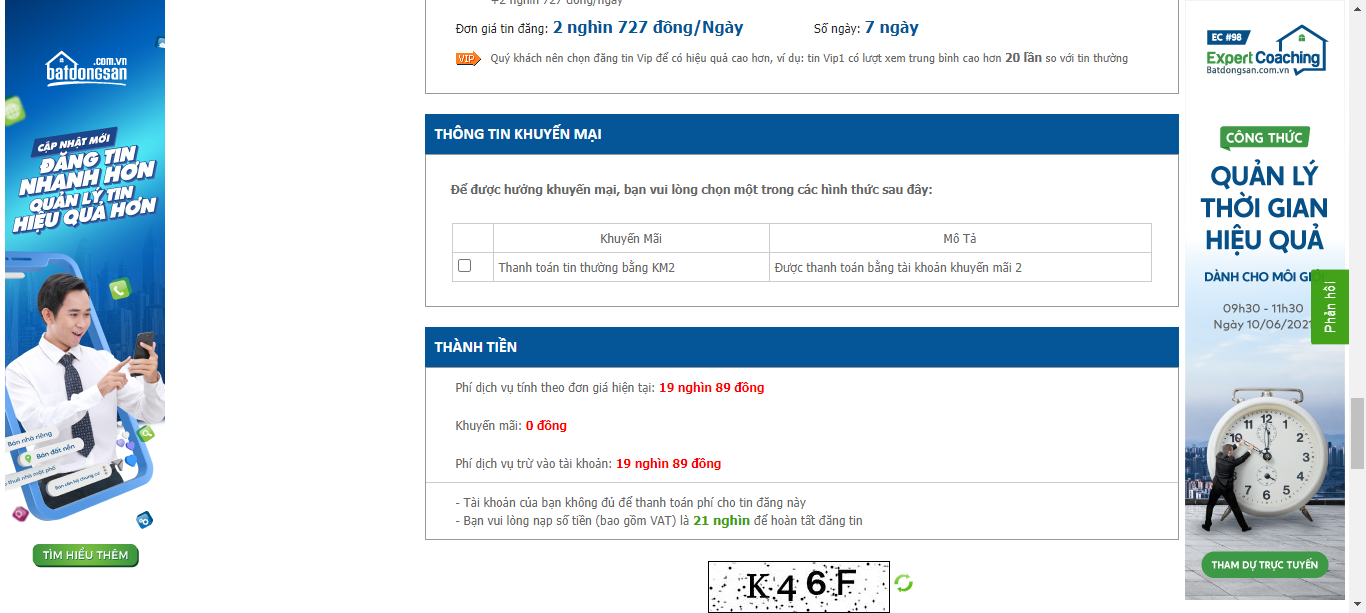 +2 nghìn 727 đồng/ngày
Đơn giá tin đăng: 2 nghìn 727 đồng/Ngày Số ngày: 7 ngày
VIP Quý khách nên chọn đăng tin Vip để có hiệu quả cao hơn, ví dụ: tin Vip1 có lượt xem trung bình cao hơn 20 lần so với tin thường
THÔNG TIN KHUYẾN MẠI
Để được hưởng khuyến mại, bạn vui lòng chọn một trong các hình thức sau đây:
Khuyến Mãi Mô Tả
Thanh toán tin thường bằng KM2 Được thanh toán bằng tài khoản khuyến mãi 2
THÀNH TIỀN
Phí dịch vụ tính theo đơn giá hiện tại: 19 nghìn 89 đồng
Khuyến mãi: 0 đồng
Phí dịch vụ trừ vào tài khoản: 19 nghìn 89 đồng
- Tài khoản của bạn không đủ để thanh toán phí cho tin đăng này
- Bạn vui lòng nạp số tiền (bao gồm VAT) là 21 nghìn để hoàn tất đăng tin
K46F
.com.vn
batdongsan
CẬP NHẬT MỚI
ĐĂNG TIN
NHANH HƠN
QUẢN LÝ TIN
HIỆU QUẢ HƠN
Bán nhà riêng
Bán đất nền
thuê nhà mặt phố
Bán căn hộ chung cư
TÌM HIỂU THÊM
EC #98
Expert Coaching
Batdongsan.com.vn
CÔNG THỨC
QUẢN LÝ
THỜI GIAN
HIỆU QUẢ
DÀNH CHO MÔI GIỚI
09h30 - 11h30
Ngày 10/06/2021
Phản hồi
11 12 1
10 2
3
4
7 6 5
THAM DỰ TRỰC TUYẾN